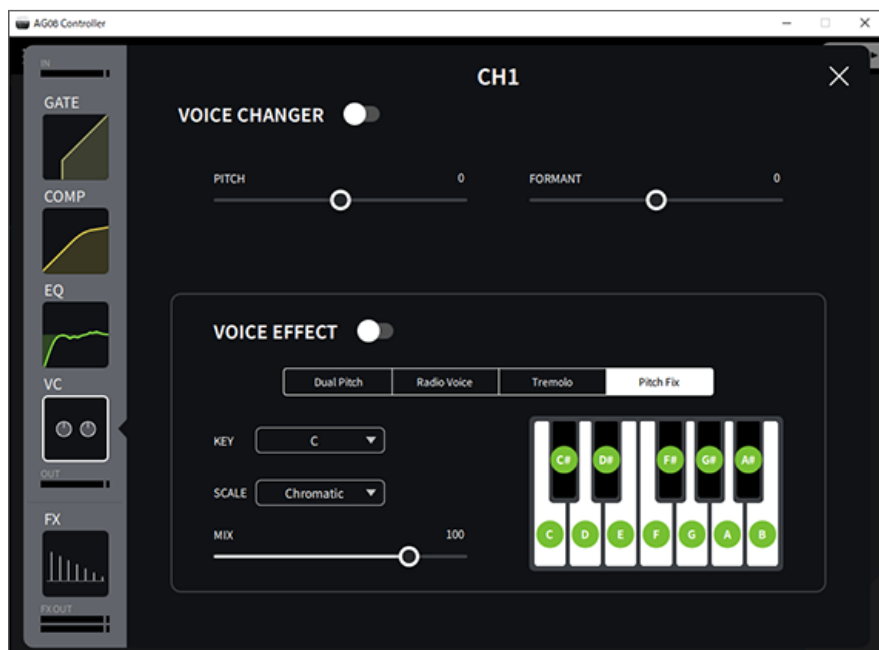 AG08 Controller
IN
CH1
GATE
VOICE CHANGER
PITCH 0 FORMANT 0
COMP
EQ
VOICE EFFECT
Dual Pitch Radio Voice Tremolo Pitch Fix
VC
KEY C
C# D# F# G# A#
OUT
SCALE Chromatic
FX
MIX 100
C D E F G A B
FX OUT